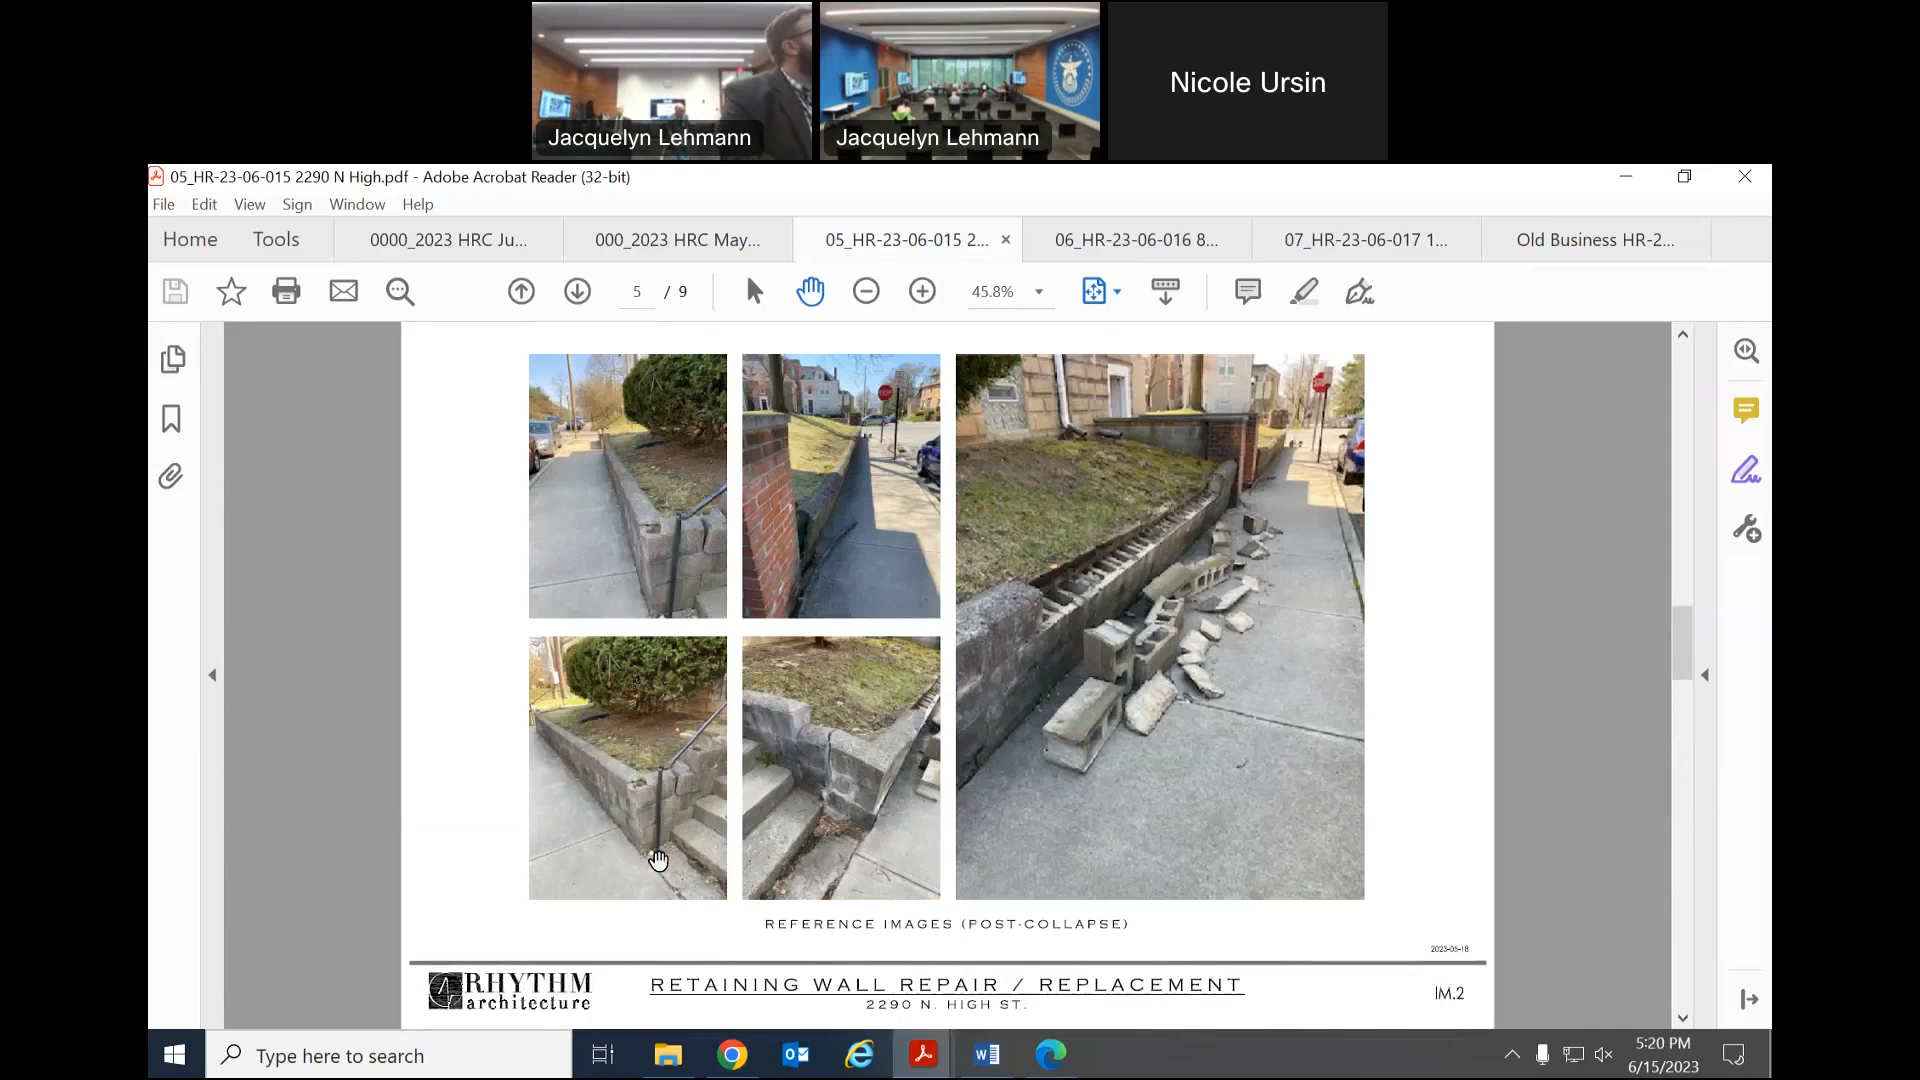 Nicole Ursin
Jacquelyn Lehmann
Jacquelyn Lehmann
05_HR-23-06-015 2290 N High.pdf - Adobe Acrobat Reader (32-bit)
File Edit View Sign Window Help
Home Tools 0000_2023 HRC Ju... 000_2023 HRC May... 05_HR-23-06-015 2... × 06_HR-23-06-016 8... 07_HR-23-06-017 1... Old Business HR-2...
5 / 9 45.8%
STOP
REFERENCE IMAGES (POST-COLLAPSE)
2023-05-18
RHYTHM
architecture
RETAINING WALL REPAIR / REPLACEMENT
2290 N. HIGH ST.
IM.2
Type here to search
5:20 PM
6/15/2023